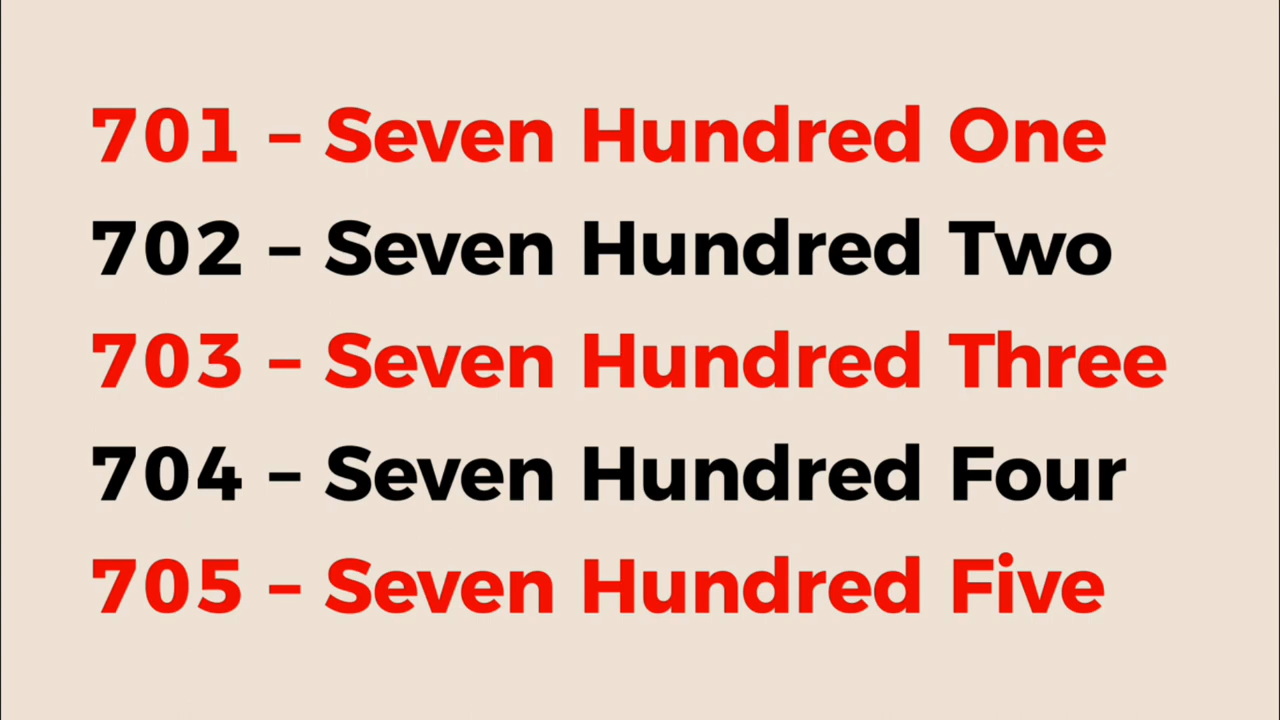 701 – Seven Hundred One
702 – Seven Hundred Two
703 – Seven Hundred Three
704 – Seven Hundred Four
705 – Seven Hundred Five